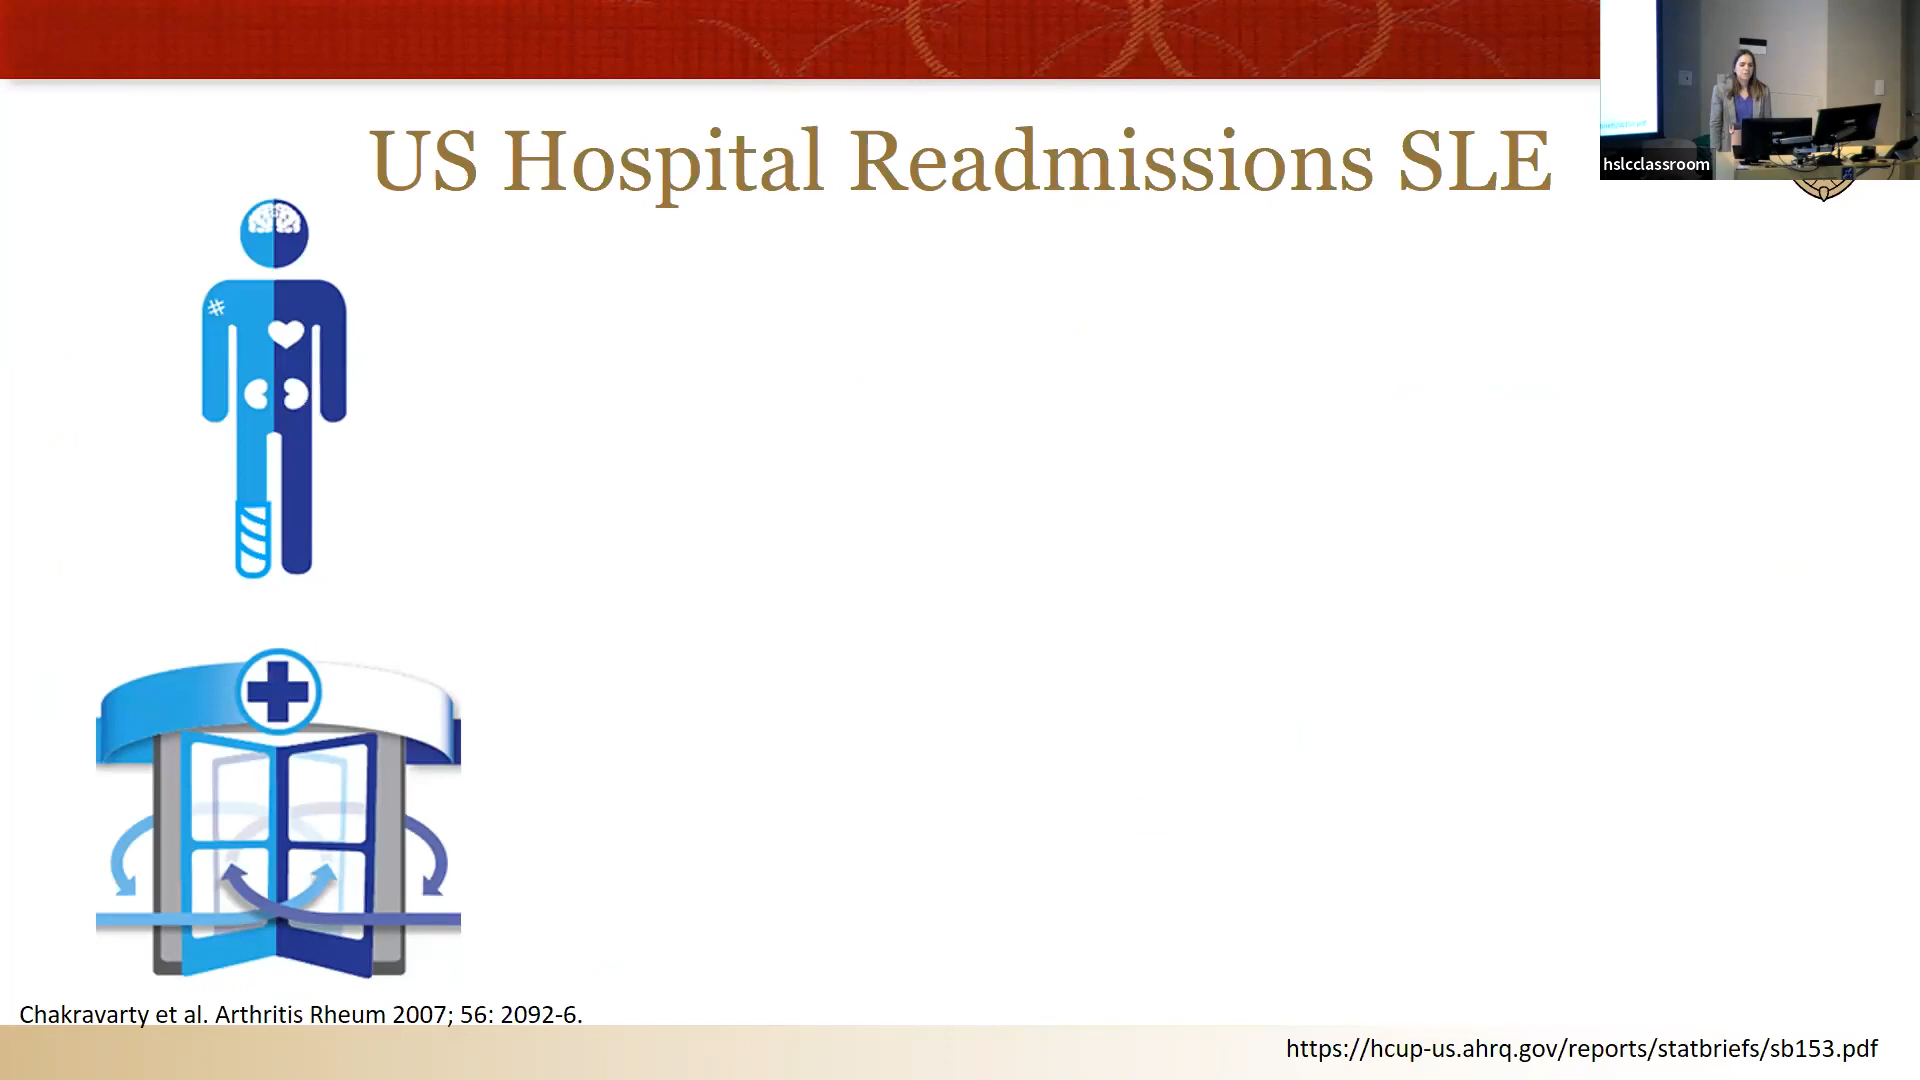 US Hospital Readmissions SLE
hslcclassroom
#
Chakravarty et al. Arthritis Rheum 2007; 56: 2092-6.
https://hcup-us.ahrq.gov/reports/statbriefs/sb153.pdf